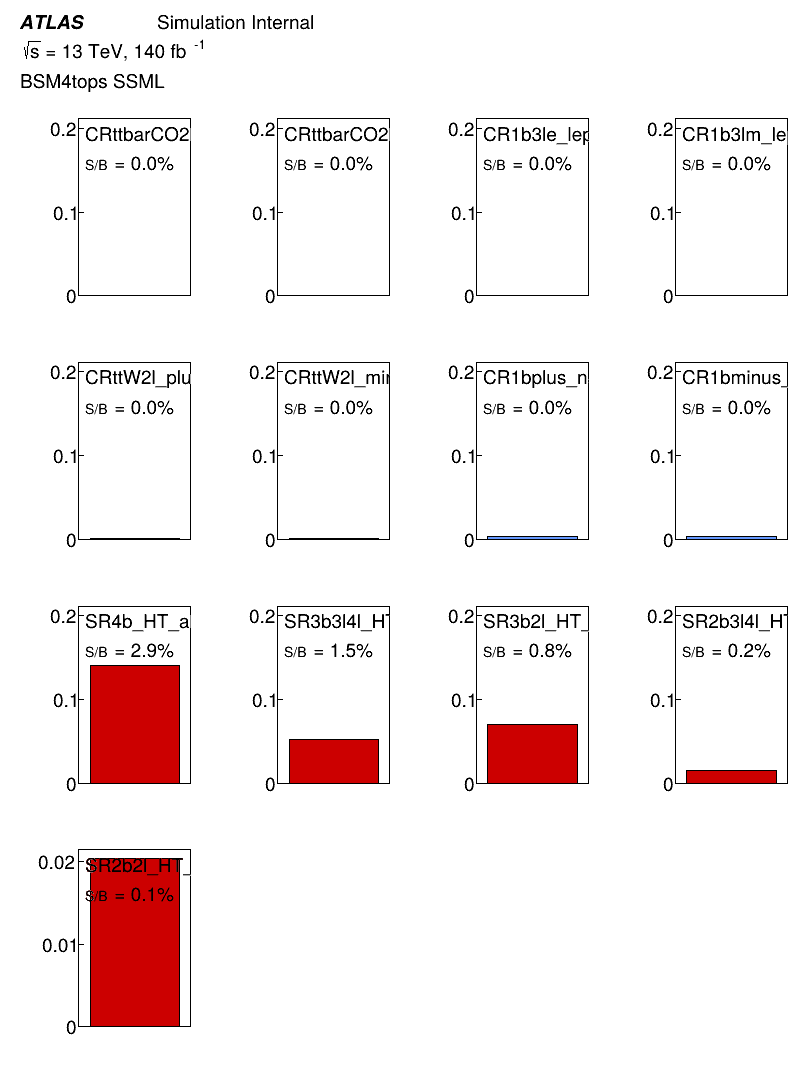 ATLAS Simulation Internal
√s = 13 TeV, 140 fb -1
BSM4tops SSML
0.2 CRttbarCO2 0.2 CRttbarCO2 0.2 CR1b3le_lep 0.2 CR1b3lm_le
S/B = 0.0% S/B = 0.0% S/B = 0.0% S/B = 0.0%
0.1 0.1 0.1 0.1
0 0 0 0
0.2 CRttW2l_plu 0.2 CRttW2l_min 0.2 CR1bplus_n 0.2 CR1bminus_
S/B = 0.0% S/B = 0.0% S/B = 0.0% S/B = 0.0%
0.1 0.1 0.1 0.1
0 0 0 0
0.2 SR4b_HT_a 0.2 SR3b3l4l_HT 0.2 SR3b2l_HT_ 0.2 SR2b3l4l_HT
S/B = 2.9% S/B = 1.5% S/B = 0.8% S/B = 0.2%
0.1 0.1 0.1 0.1
0 0 0 0
0.02 SR2b2l_HT_
S/B = 0.1%
0.01
0